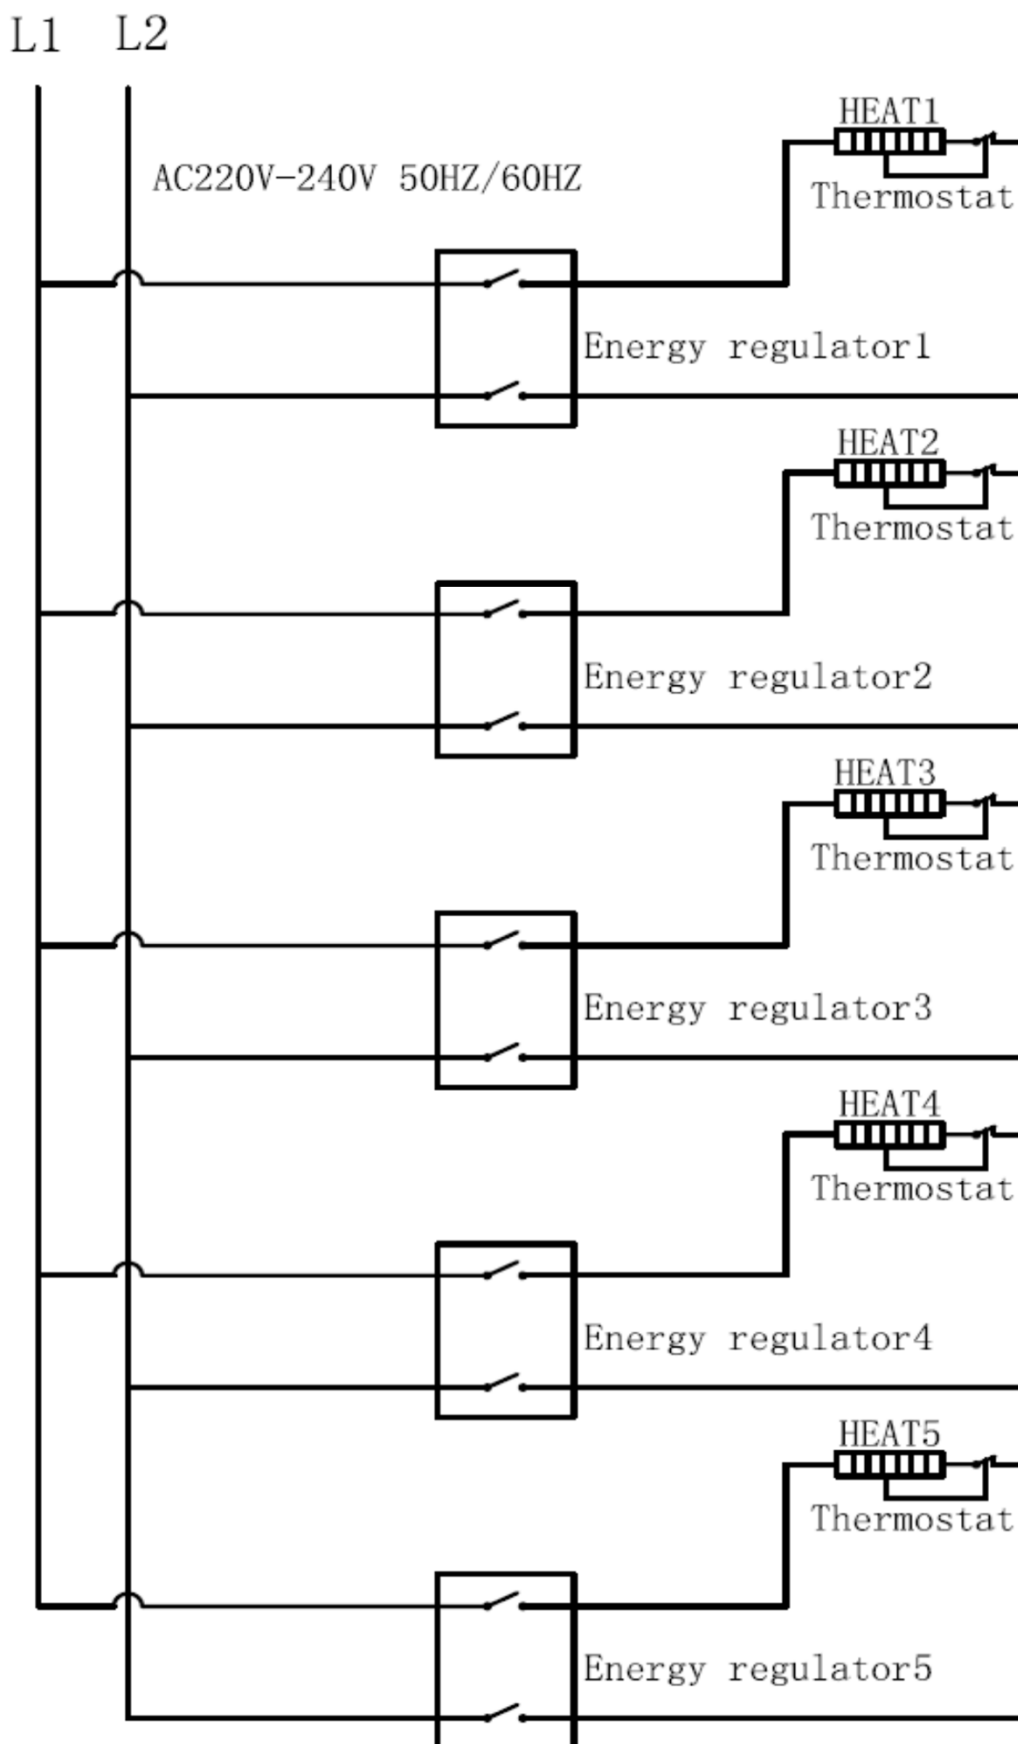 L1 L2
HEAT1
AC220V-240V 50HZ/60HZ
Thermostat
Energy regulator1
HEAT2
Thermostat
Energy regulator2
HEAT3
Thermostat
Energy regulator3
HEAT4
Thermostat
Energy regulator4
HEAT5
Thermostat
Energy regulator5